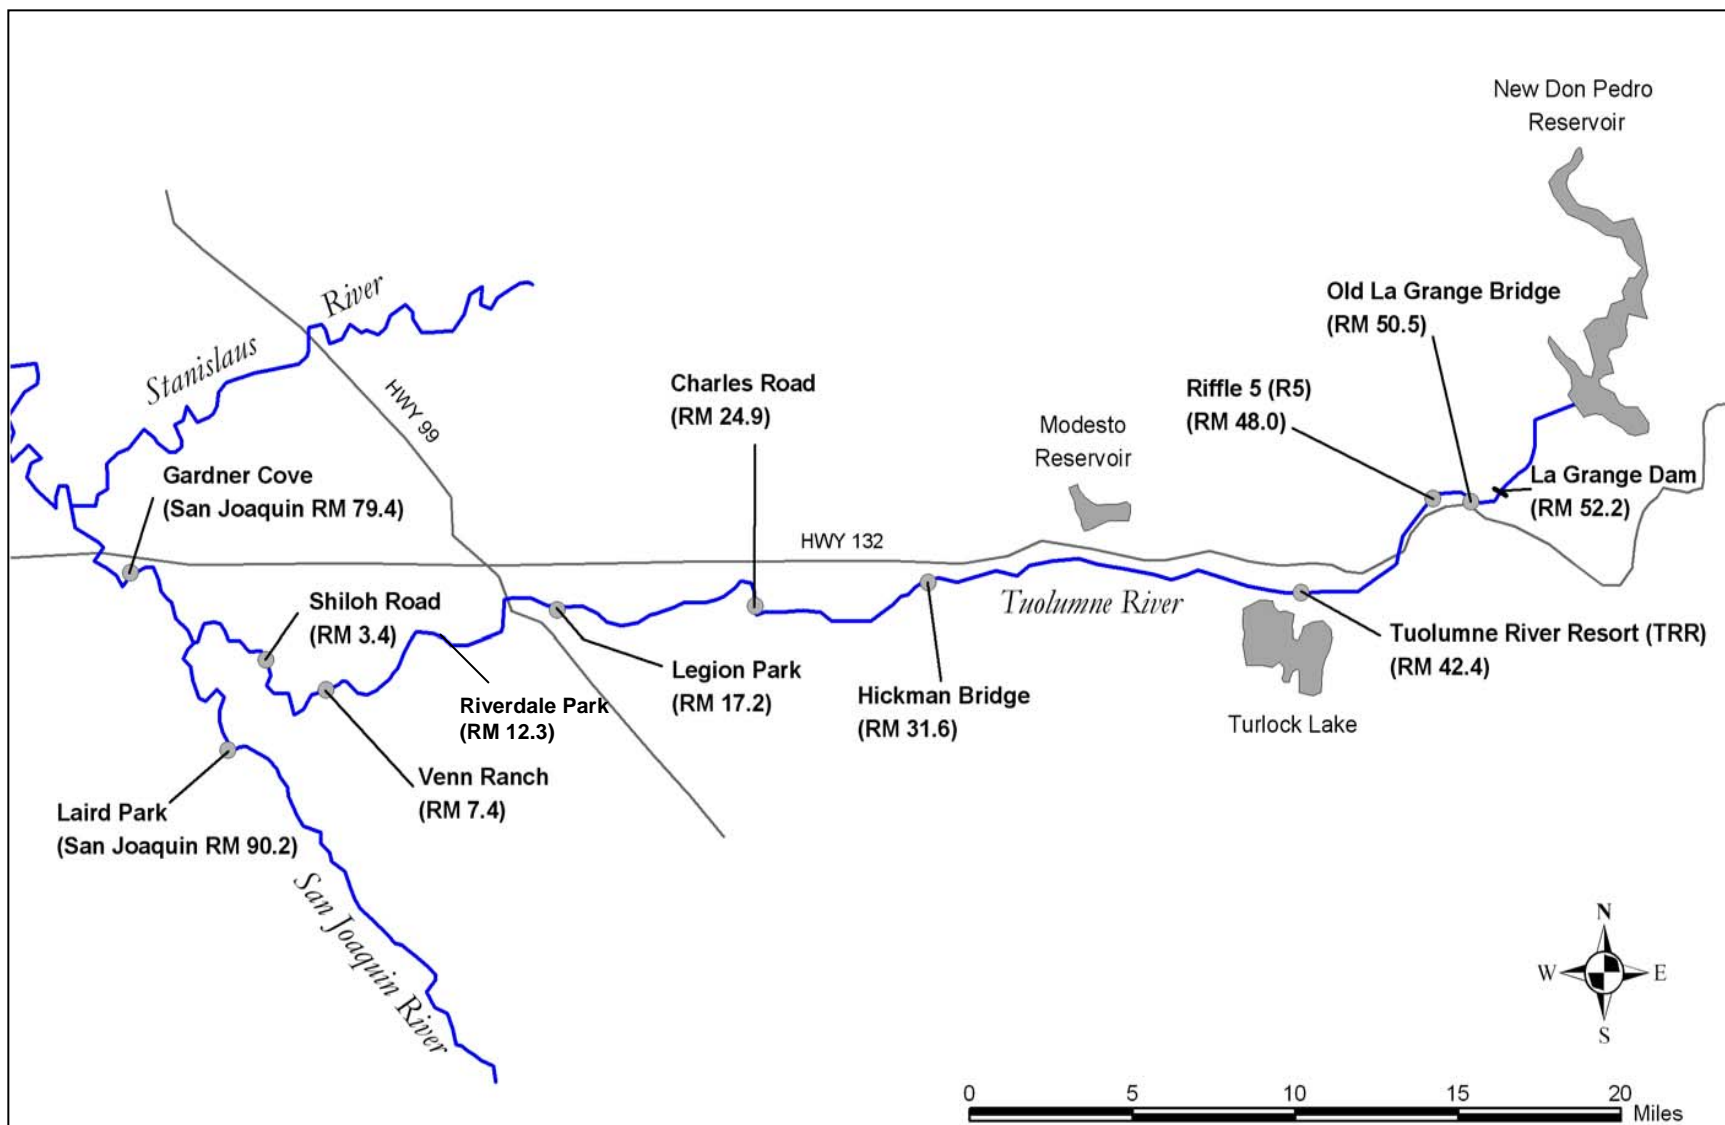 New Don Pedro
Reservoir
Old La Grange Bridge
(RM 50.5)
River
Stanislaus
HWY 99
Charles Road
(RM 24.9)
Riffle 5 (R5)
(RM 48.0)
Modesto
Reservoir
Gardner Cove
(San Joaquin RM 79.4)
La Grange Dam
(RM 52.2)
HWY 132
Shiloh Road
(RM 3.4)
Tuolumne River
Tuolumne River Resort (TRR)
(RM 42.4)
Legion Park
(RM 17.2)
Hickman Bridge
(RM 31.6)
Riverdale Park
(RM 12.3)
Turlock Lake
Venn Ranch
(RM 7.4)
Laird Park
(San Joaquin RM 90.2)
San Joaquin River
N
W E
S
0 5 10 15 20
Miles